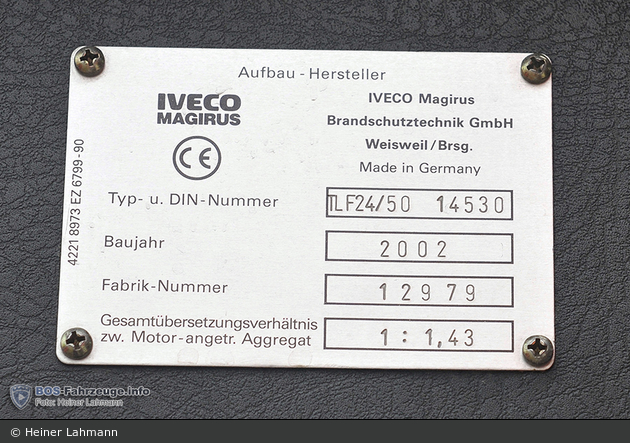 Aufbau - Hersteller
IVECO
MAGIRUS
IVECO Magirus
Brandschutztechnik GmbH
Weisweil/Brsg.
Made in Germany
CE
Typ- u. DIN-Nummer TLF24/50 14530
Baujahr 2002
Fabrik-Nummer 12979
Gesamtübersetzungsverhältnis
zw. Motor-angetr. Aggregat 1 : 1,43
4221 8973 EZ 6799-90
BOS-Fahrzeuge.info
Foto: Heiner Lahmann
© Heiner Lahmann